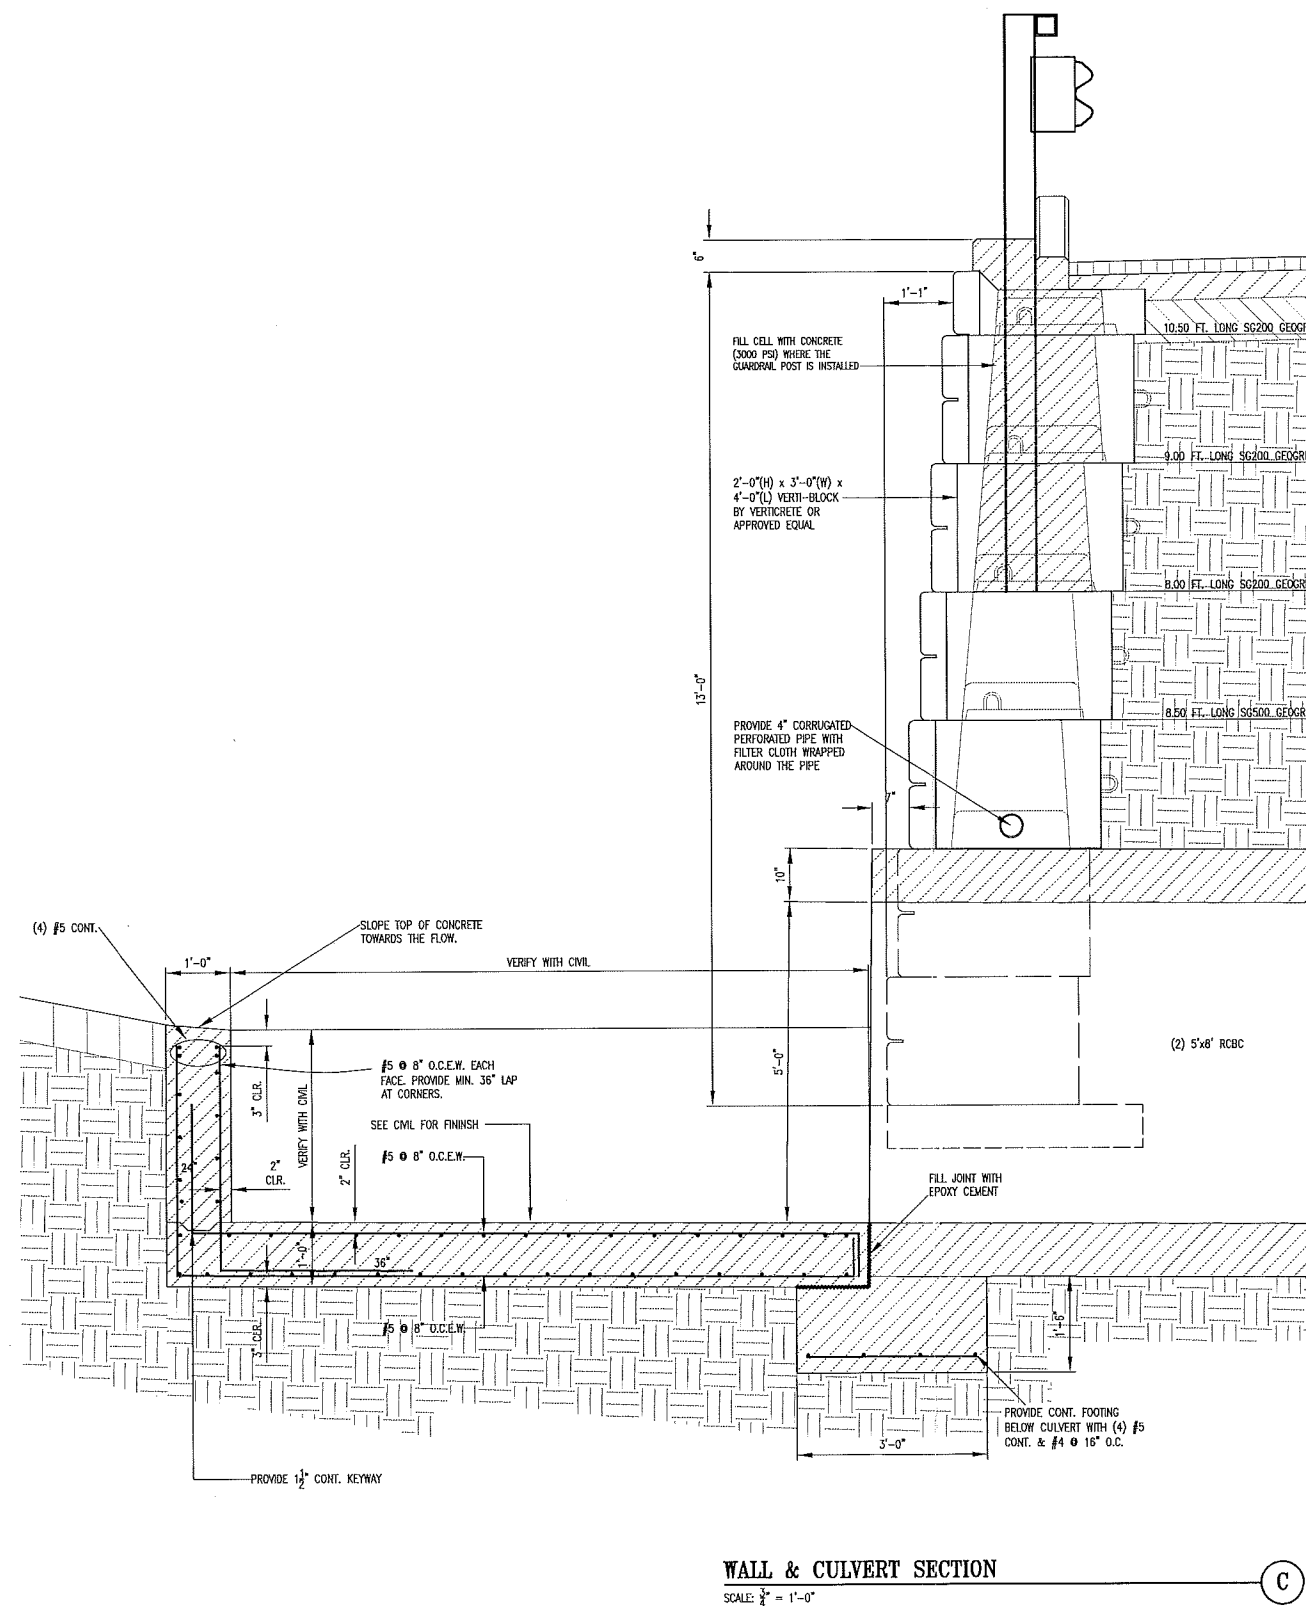 6"
1'-1"
FILL CELL WITH CONCRETE
(3000 PSI) WHERE THE
GUARDRAIL POST IS INSTALLED
10.50 FT. LONG SG200 GEOGR
9.00 FT. LONG SG200 GEOGR
2'-0"(H) x 3'-0"(W) x
4'-0"(L) VERTI-BLOCK
BY VERTICRETE OR
APPROVED EQUAL
8.00 FT. LONG SG200 GEOGR
13'-0"
8.50 FT. LONG SG500 GEOGR
PROVIDE 4" CORRUGATED
PERFORATED PIPE WITH
FILTER CLOTH WRAPPED
AROUND THE PIPE
7"
10"
(4) #5 CONT.
SLOPE TOP OF CONCRETE
TOWARDS THE FLOW.
1'-0"
VERIFY WITH CIVIL
5'-0"
(2) 5'x8' RCBC
#5 @ 8" O.C.E.W. EACH
FACE. PROVIDE MIN. 36" LAP
AT CORNERS.
3" CLR.
VERIFY WITH CIVIL
SEE CIVIL FOR FININSH
#5 @ 8" O.C.E.W.
24"
2"
CLR.
2" CLR.
FILL JOINT WITH
EPOXY CEMENT
1'-0"
36"
3" CLR.
#5 @ 8" O.C.E.W.
1'-6"
PROVIDE CONT. FOOTING
BELOW CULVERT WITH (4) #5
CONT. & #4 @ 16" O.C.
3'-0"
PROVIDE 1 1/2" CONT. KEYWAY
WALL & CULVERT SECTION
C
SCALE: 3/4" = 1'-0"